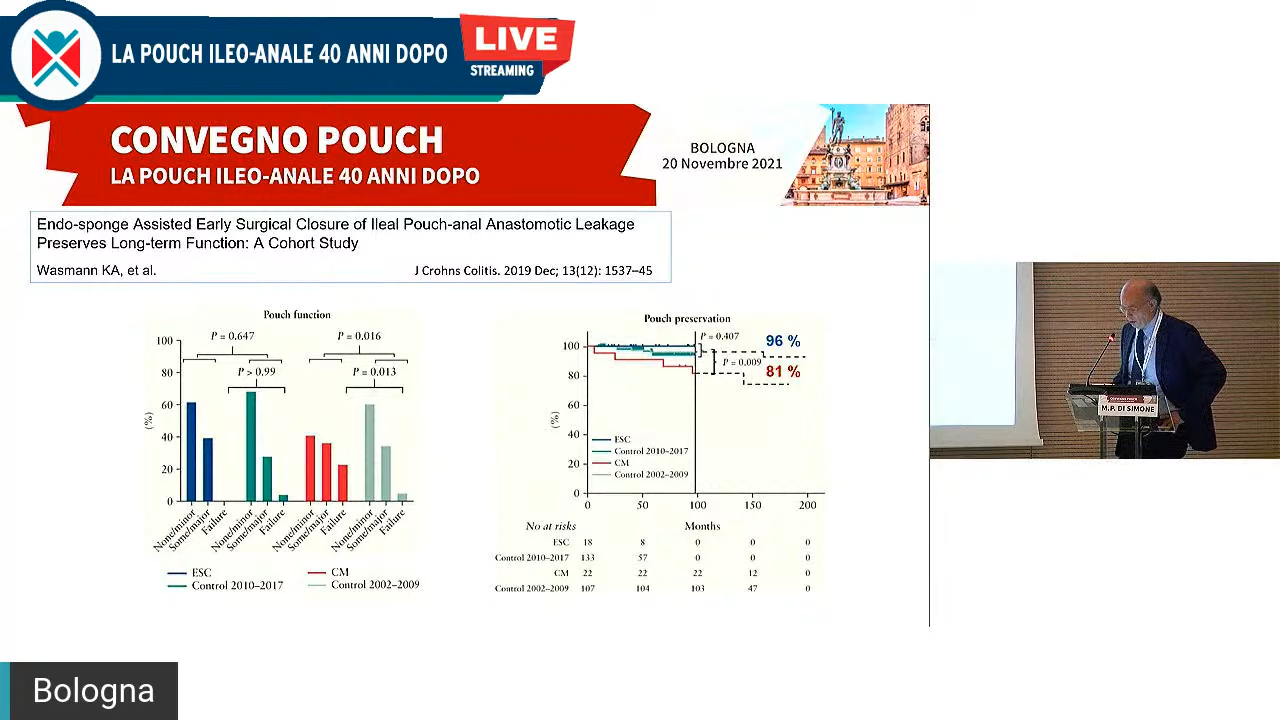 LA POUCH ILEO-ANALE 40 ANNI DOPO
LIVE
STREAMING
CONVEGNO POUCH
LA POUCH ILEO-ANALE 40 ANNI DOPO
BOLOGNA
20 Novembre 2021
Endo-sponge Assisted Early Surgical Closure of Ileal Pouch-anal Anastomotic Leakage
Preserves Long-term Function: A Cohort Study
Wasmann KA, et al.
J Crohns Colitis. 2019 Dec; 13(12): 1537–45
Pouch function
P = 0.647
P = 0.016
P > 0.99
P = 0.013
(%)
100
80
60
40
20
0
None/minor
Some/major
Failure
None/minor
Some/major
Failure
None/minor
Some/major
Failure
None/minor
Some/major
Failure
ESC
CM
Control 2010–2017
Control 2002–2009
Pouch preservation
P = 0.407
96 %
P = 0.009
81 %
(%)
100
80
60
40
20
0
ESC
Control 2010–2017
CM
Control 2002–2009
0 50 100 150 200
No at risks
Months
ESC 18 8 0 0 0
Control 2010–2017 133 57 0 0 0
CM 22 22 22 12 0
Control 2002–2009 107 104 103 47 0
M.P. DI SIMONE
Bologna